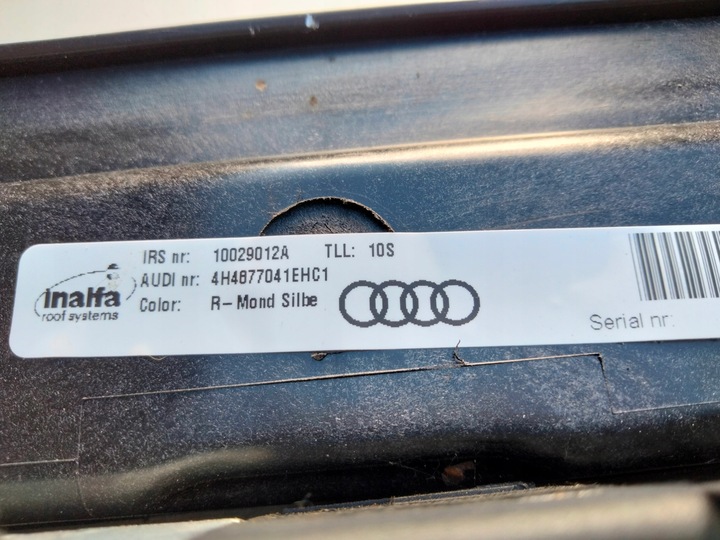 IRS nr: 10029012A TLL: 10S
AUDI nr: 4H4877041EHC1
Color: R-Mond Silbe
inalfa
roof systems
Serial nr: